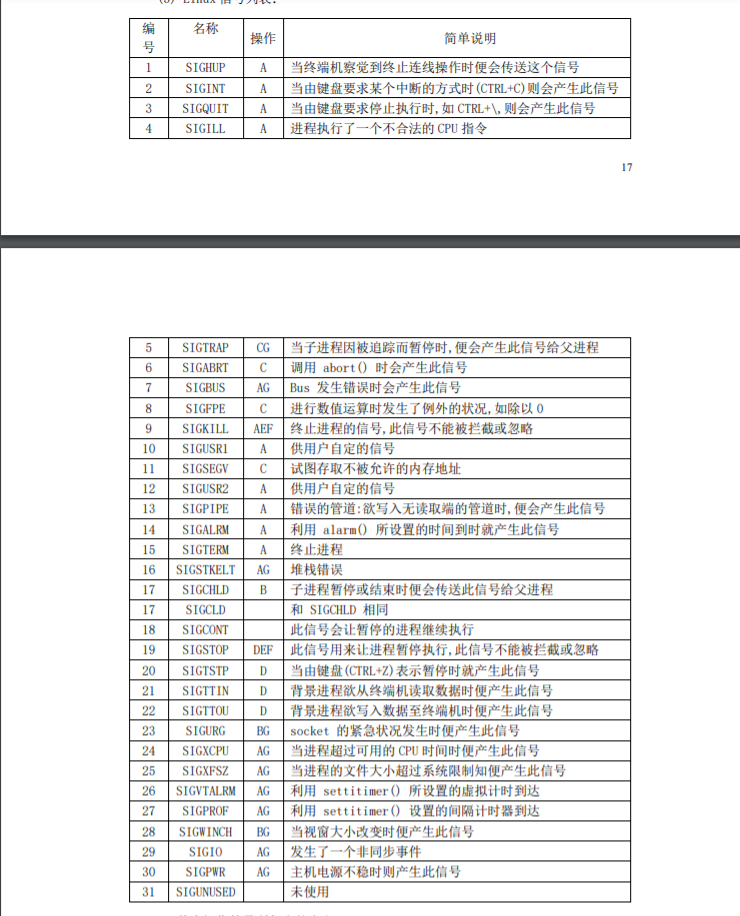 编号 名称 操作 简单说明
1 SIGHUP A 当终端机察觉到终止连线操作时便会传送这个信号
2 SIGINT A 当由键盘要求某个中断的方式时(CTRL+C)则会产生此信号
3 SIGQUIT A 当由键盘要求停止执行时,如 CTRL+\,则会产生此信号
4 SIGILL A 进程执行了一个不合法的 CPU 指令
17
5 SIGTRAP CG 当子进程因被追踪而暂停时,便会产生此信号给父进程
6 SIGABRT C 调用 abort() 时会产生此信号
7 SIGBUS AG Bus 发生错误时会产生此信号
8 SIGFPE C 进行数值运算时发生了例外的状况,如除以 0
9 SIGKILL AEF 终止进程的信号,此信号不能被拦截或忽略
10 SIGUSR1 A 供用户自定的信号
11 SIGSEGV C 试图存取不被允许的内存地址
12 SIGUSR2 A 供用户自定的信号
13 SIGPIPE A 错误的管道:欲写入无读取端的管道时,便会产生此信号
14 SIGALRM A 利用 alarm() 所设置的时间到时就产生此信号
15 SIGTERM A 终止进程
16 SIGSTKELT AG 堆栈错误
17 SIGCHLD B 子进程暂停或结束时便会传送此信号给父进程
17 SIGCLD 和 SIGCHLD 相同
18 SIGCONT 此信号会让暂停的进程继续执行
19 SIGSTOP DEF 此信号用来让进程暂停执行,此信号不能被拦截或忽略
20 SIGTSTP D 当由键盘(CTRL+Z)表示暂停时就产生此信号
21 SIGTTIN D 背景进程欲从终端机读取数据时便产生此信号
22 SIGTTOU D 背景进程欲写入数据至终端机时便产生此信号
23 SIGURG BG socket 的紧急状况发生时便产生此信号
24 SIGXCPU AG 当进程超过可用的 CPU 时间时便产生此信号
25 SIGXFSZ AG 当进程的文件大小超过系统限制知便产生此信号
26 SIGVTALRM AG 利用 settitimer() 所设置的虚拟计时到达
27 SIGPROF AG 利用 settitimer() 设置的间隔计时器到达
28 SIGWINCH BG 当视窗大小改变时便产生此信号
29 SIGIO AG 发生了一个非同步事件
30 SIGPWR AG 主机电源不稳时则产生此信号
31 SIGUNUSED 未使用